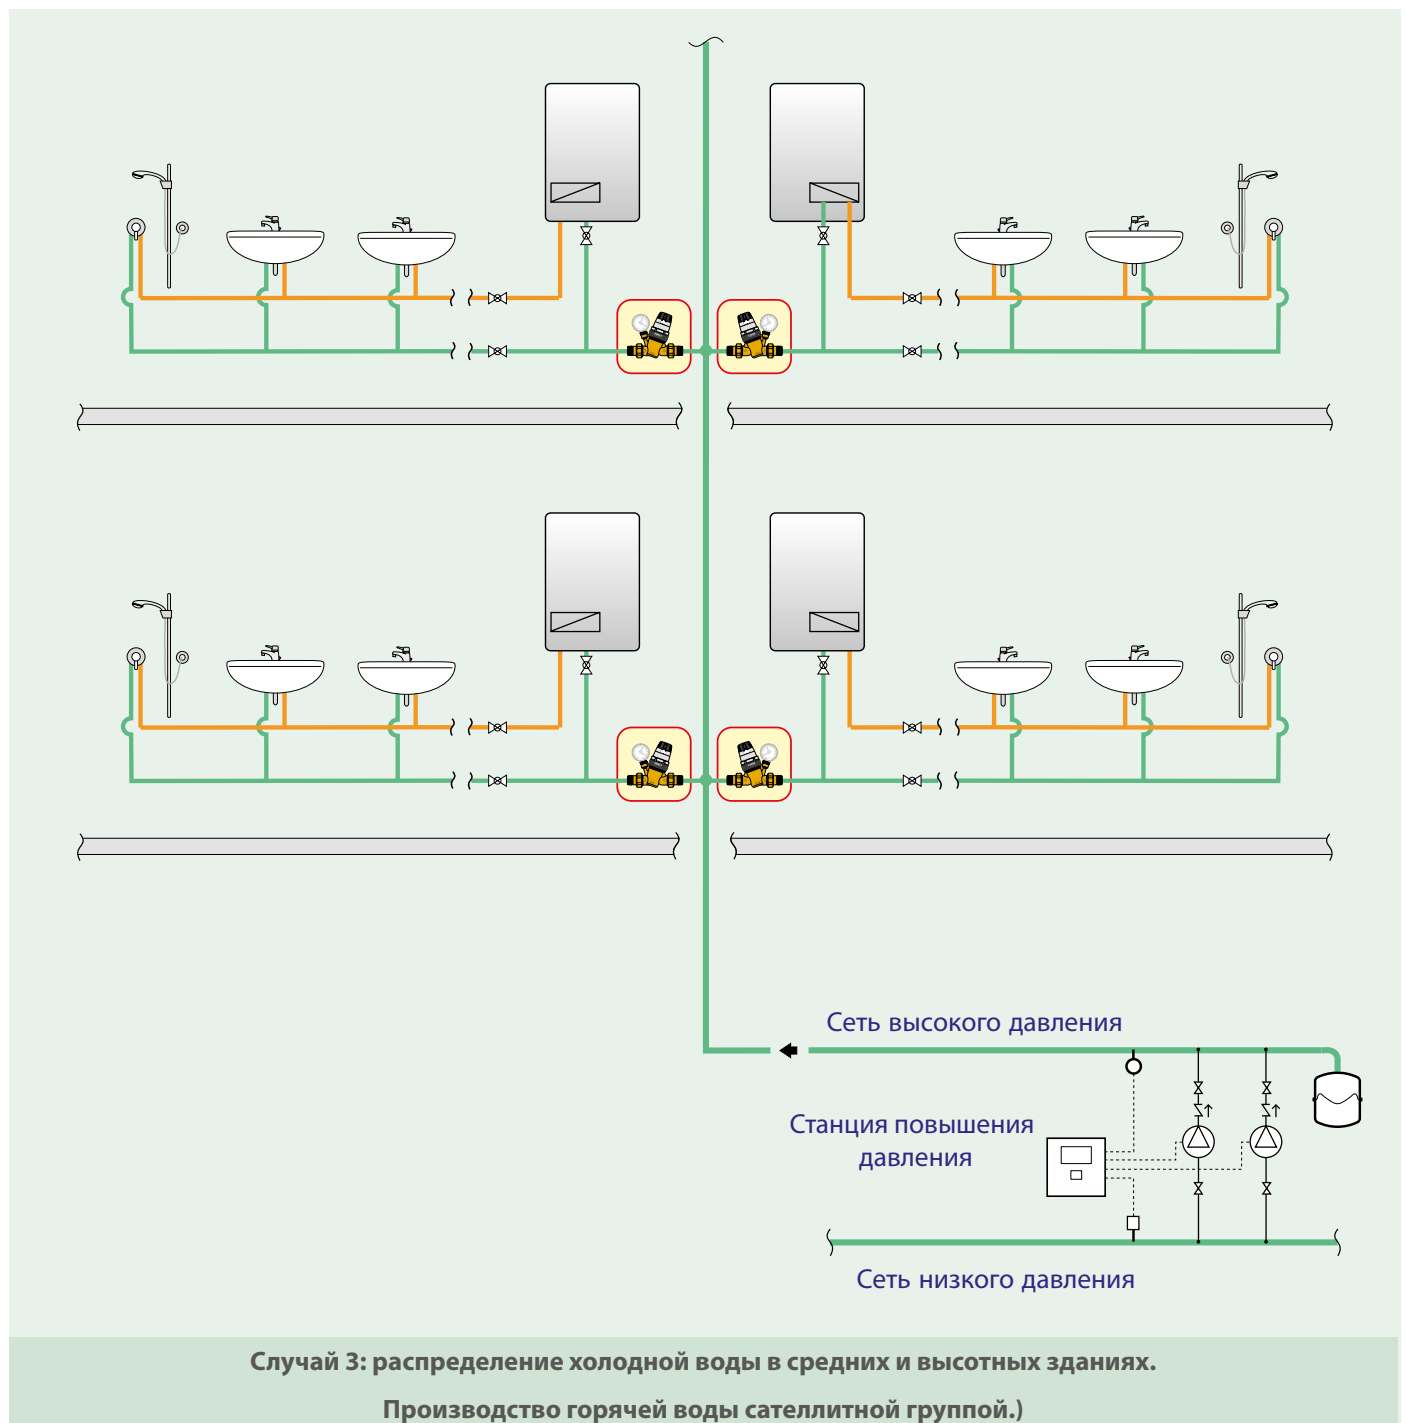 Сеть высокого давления
Станция повышения
давления
Сеть низкого давления
Случай 3: распределение холодной воды в средних и высотных зданиях.
Производство горячей воды сателлитной группой.)